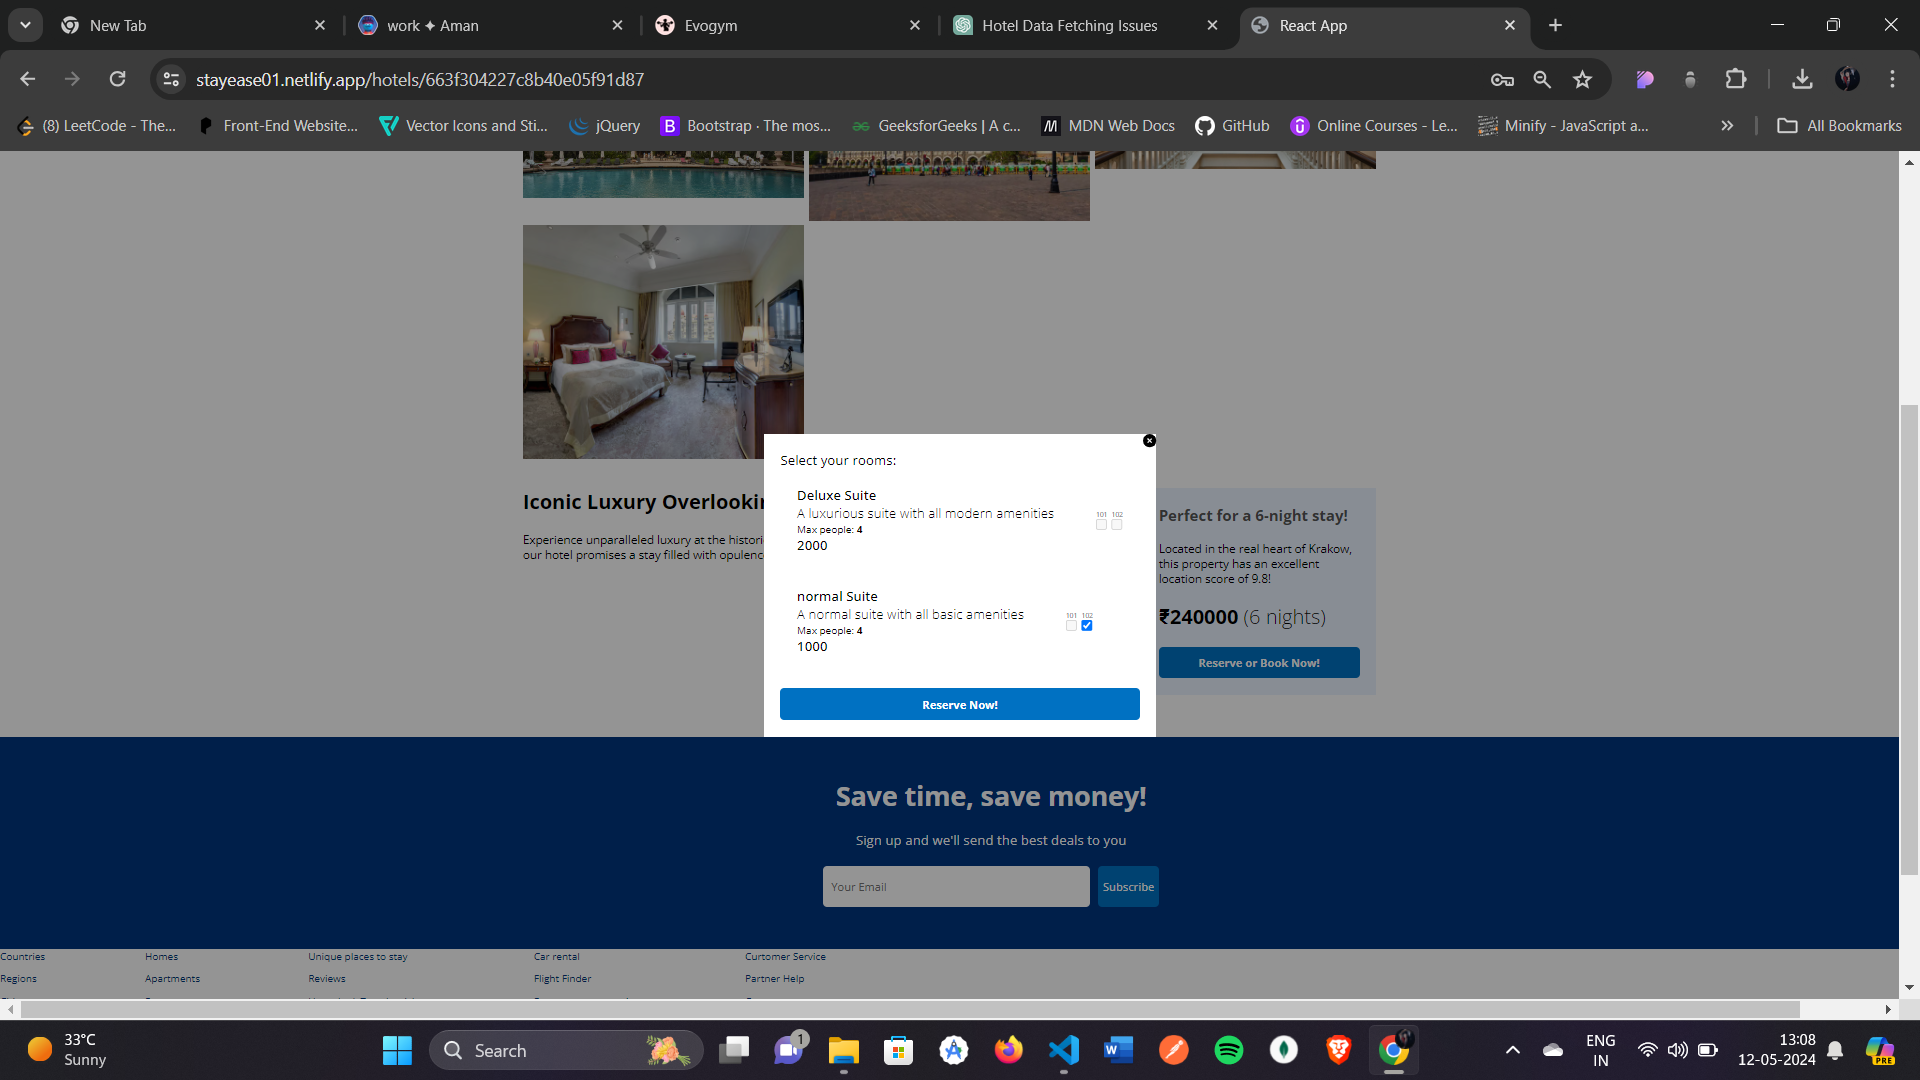 New Tab
work ✦ Aman
Evogym
Hotel Data Fetching Issues
React App
stayease01.netlify.app/hotels/663f304227c8b40e05f91d87
(8) LeetCode - The...
Front-End Website...
Vector Icons and Sti...
jQuery
Bootstrap · The mos...
GeeksforGeeks | A c...
MDN Web Docs
GitHub
Online Courses - Le...
Minify - JavaScript a...
All Bookmarks
Select your rooms:
Deluxe Suite
A luxurious suite with all modern amenities
Max people: 4
2000
101 102
normal Suite
A normal suite with all basic amenities
Max people: 4
1000
101 102
Reserve Now!
Iconic Luxury Overlookin
Experience unparalleled luxury at the histori
our hotel promises a stay filled with opulenc
Perfect for a 6-night stay!
Located in the real heart of Krakow,
this property has an excellent
location score of 9.8!
₹240000 (6 nights)
Reserve or Book Now!
Save time, save money!
Sign up and we'll send the best deals to you
Your Email
Subscribe
Countries
Homes
Unique places to stay
Car rental
Curtomer Service
Regions
Apartments
Reviews
Flight Finder
Partner Help
33°C
Sunny
Search
1
ENG
IN
13:08
12-05-2024
PRE